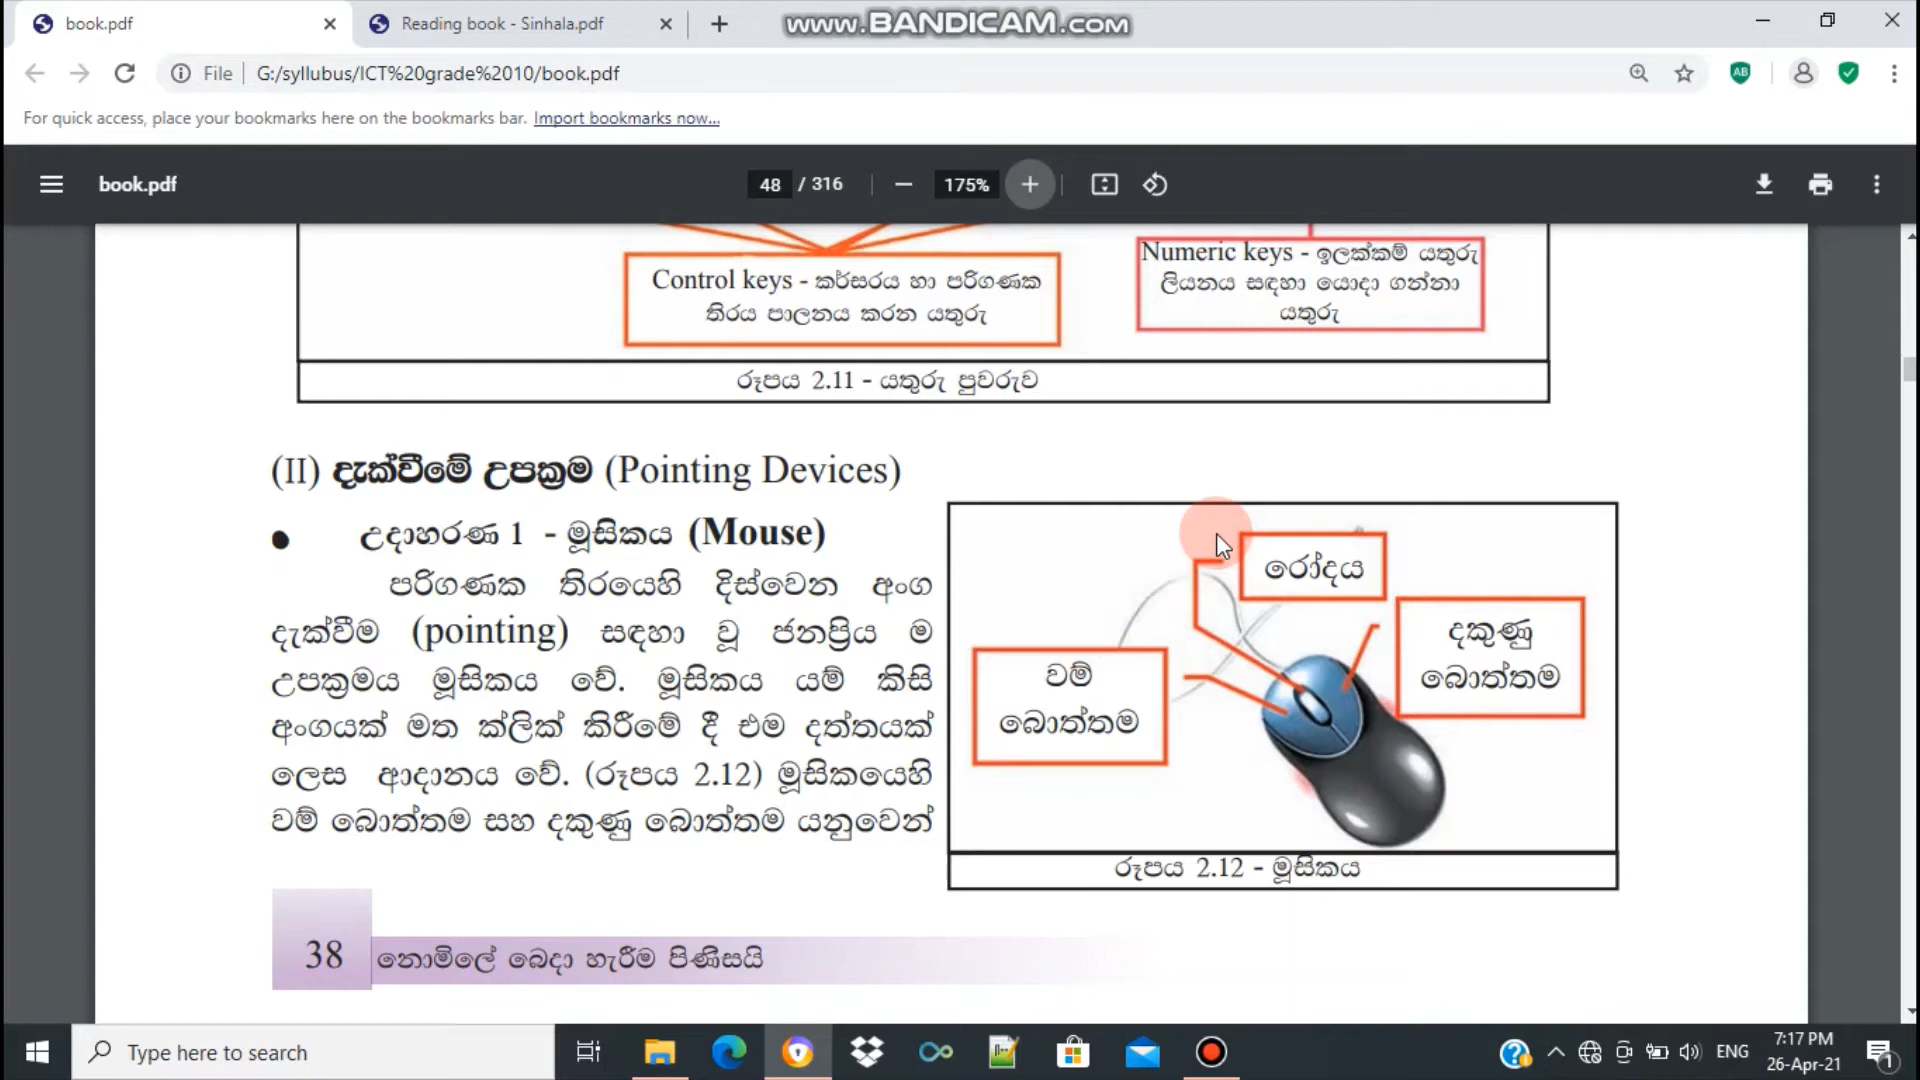 book.pdf
Reading book - Sinhala.pdf
www.BANDICAM.com
File
G:/syllubus/ICT%20grade%2010/book.pdf
AB
For quick access, place your bookmarks here on the bookmarks bar. Import bookmarks now...
book.pdf
48 / 316
175%
Control keys - කර්සරය හා පරිගණක
තිරය පාලනය කරන යතුරු
Numeric keys - ඉලක්කම් යතුරු
ලියනය සඳහා යොදා ගන්නා
යතුරු
රූපය 2.11 - යතුරු පුවරුව
(II) දැක්වීමේ උපක්‍රම (Pointing Devices)
● උදාහරණ 1 - මූසිකය (Mouse)
පරිගණක තිරයෙහි දිස්වෙන අංග
දැක්වීම (pointing) සඳහා වූ ජනප්‍රිය ම
උපක්‍රමය මූසිකය වේ. මූසිකය යම් කිසි
අංගයක් මත ක්ලික් කිරීමේ දී එම දත්තයක්
ලෙස ආදානය වේ. (රූපය 2.12) මූසිකයෙහි
වම් බොත්තම සහ දකුණු බොත්තම යනුවෙන්
රෝදය
දකුණු
බොත්තම
වම්
බොත්තම
රූපය 2.12 - මූසිකය
38
නොමිලේ බෙදා හැරීම පිණිසයි
Type here to search
ENG
7:17 PM
26-Apr-21
1